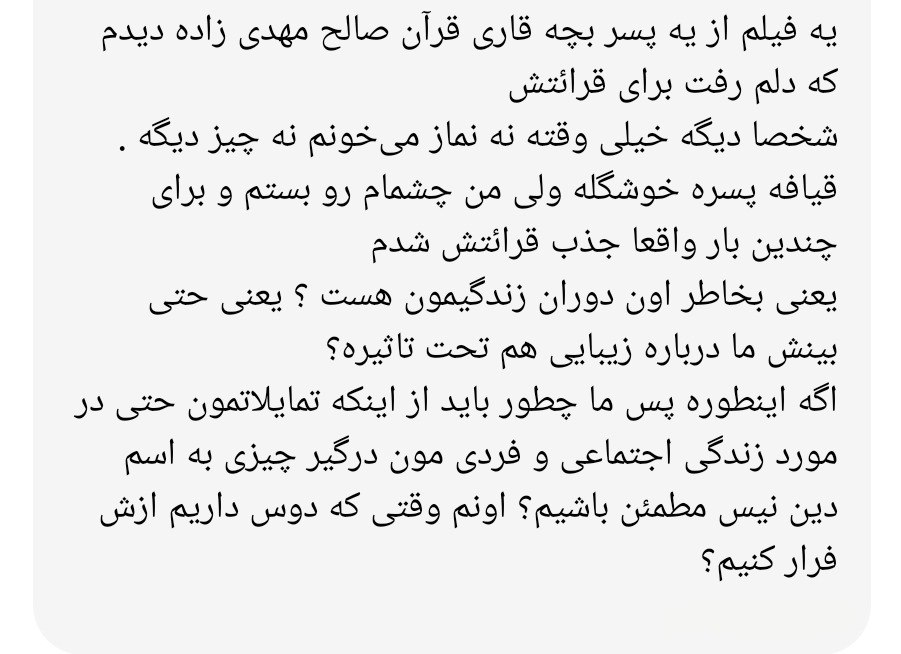 یه فیلم از یه پسر بچه قاری قرآن صالح مهدی زاده دیدم
که دلم رفت برای قرائتش
شخصا دیگه خیلی وقته نه نماز می‌خونم نه چیز دیگه .
قیافه پسره خوشگله ولی من چشمام رو بستم و برای
چندین بار واقعا جذب قرائتش شدم
یعنی بخاطر اون دوران زندگیمون هست ؟ یعنی حتی
بینش ما درباره زیبایی هم تحت تاثیره؟
اگه اینطوره پس ما چطور باید از اینکه تمایلاتمون حتی در
مورد زندگی اجتماعی و فردی مون درگیر چیزی به اسم
دین نیس مطمئن باشیم؟ اونم وقتی که دوس داریم ازش
فرار کنیم؟